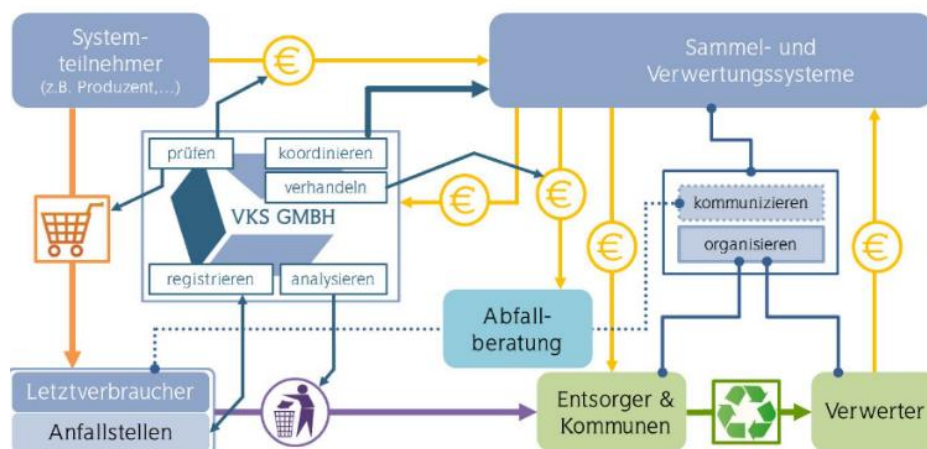 System-
teilnehmer
(z.B. Produzent,...)
€
Sammel- und
Verwertungssysteme
prüfen
koordinieren
verhandeln
VKS GMBH
registrieren
analysieren
€
€
€
€
kommunizieren
organisieren
Abfall-
beratung
Letztverbraucher
Anfallstellen
Entsorger &
Kommunen
Verwerter